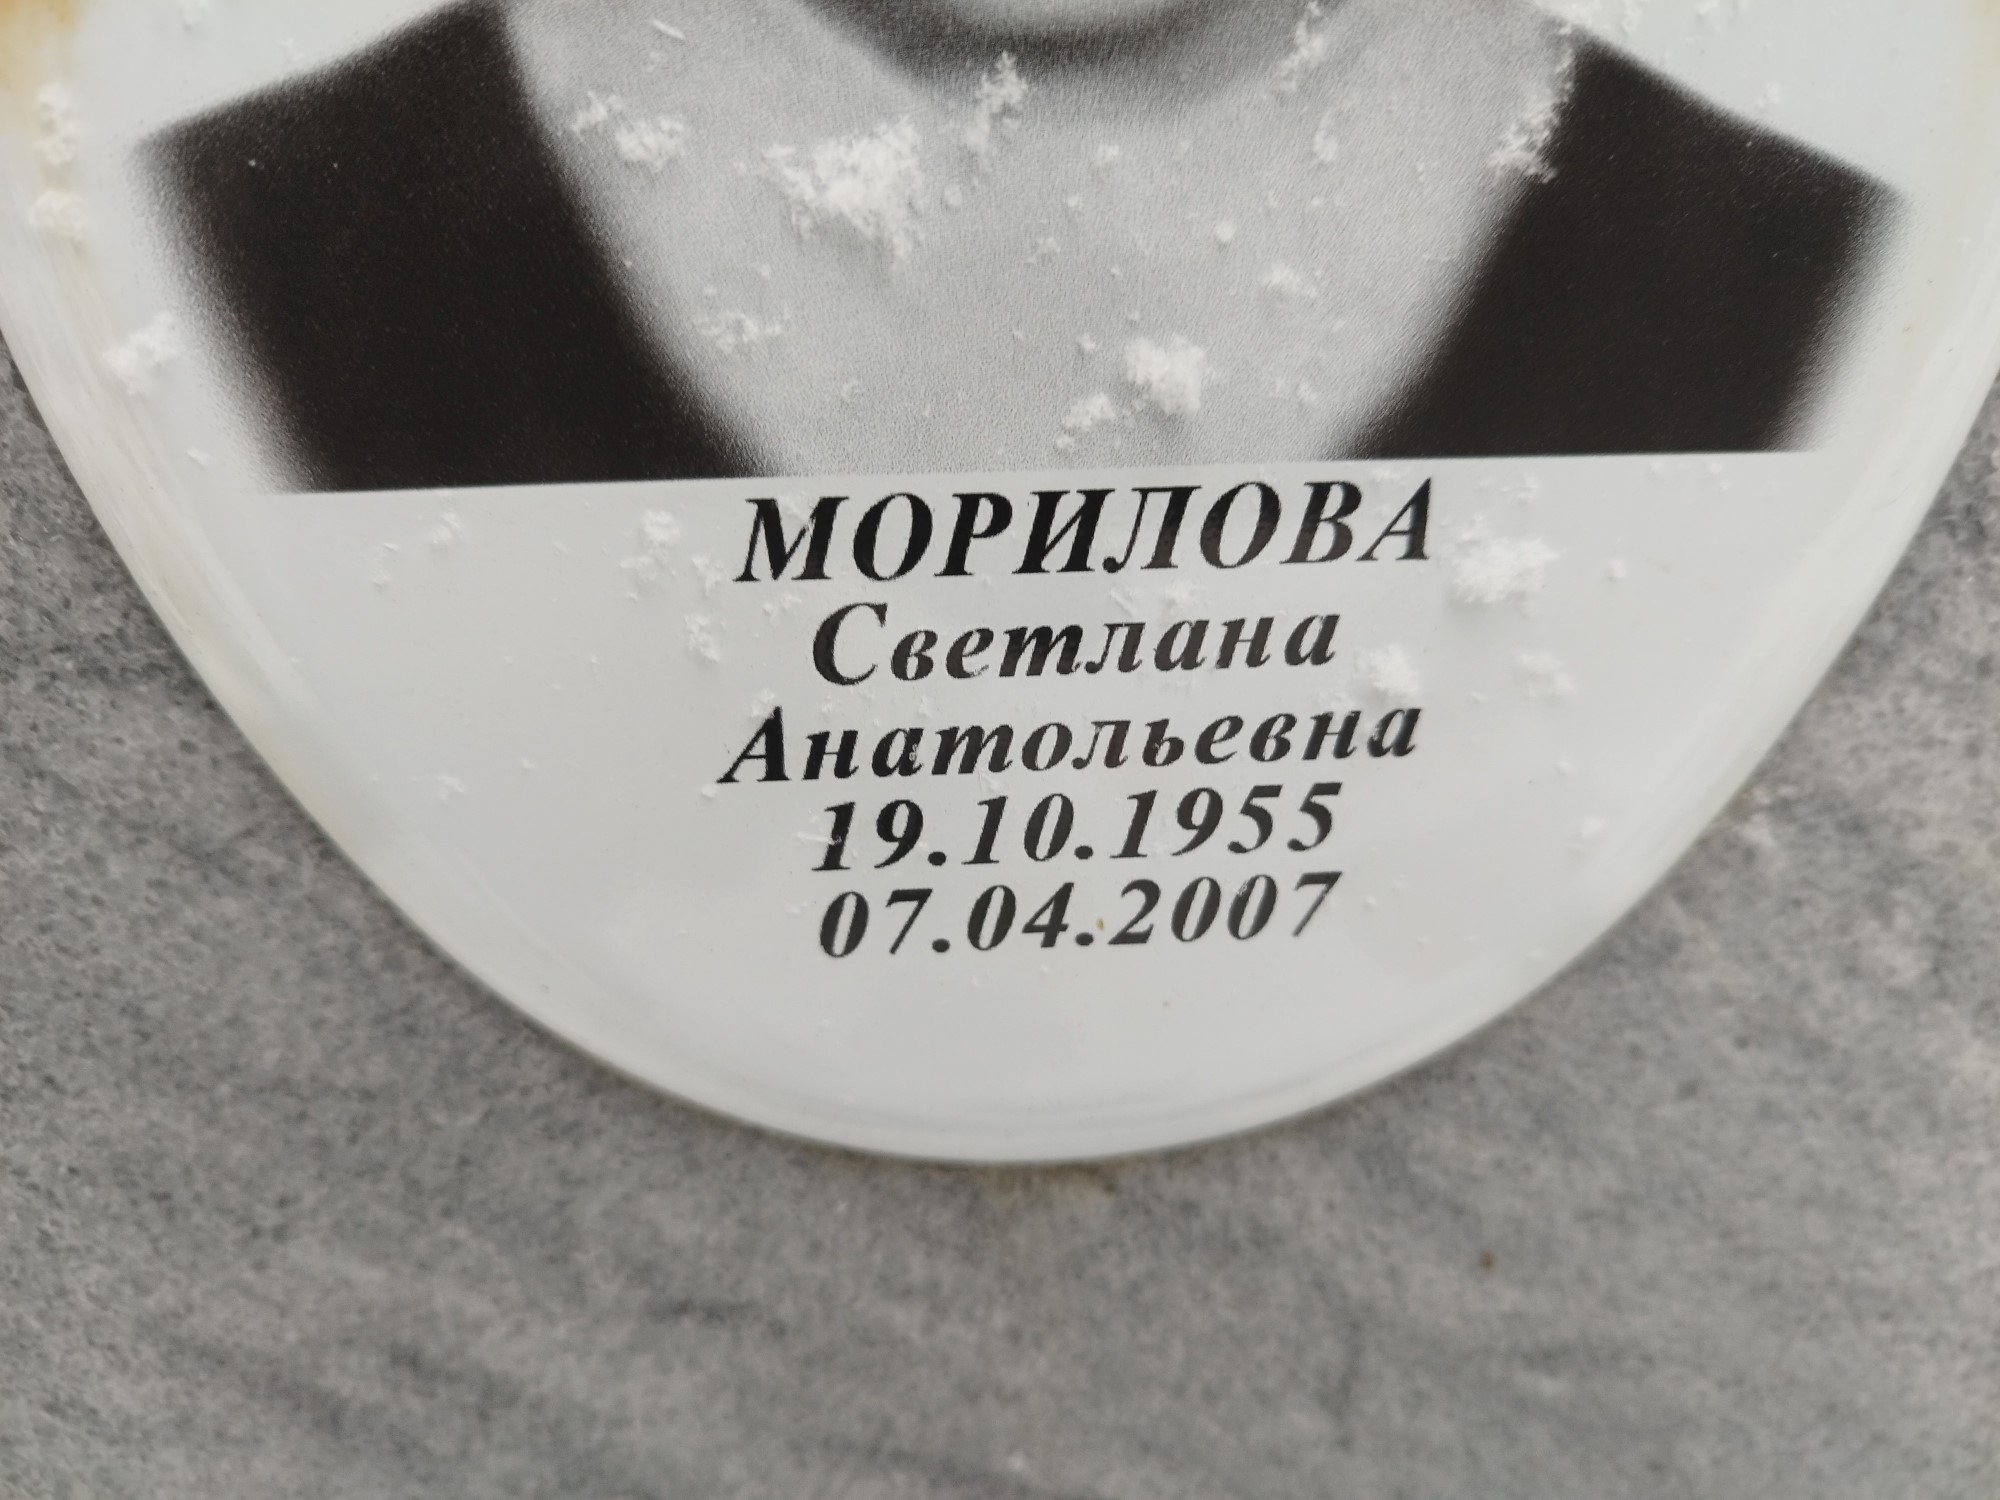 МОРИЛОВА
Светлана
Анатольевна
19.10.1955
07.04.2007